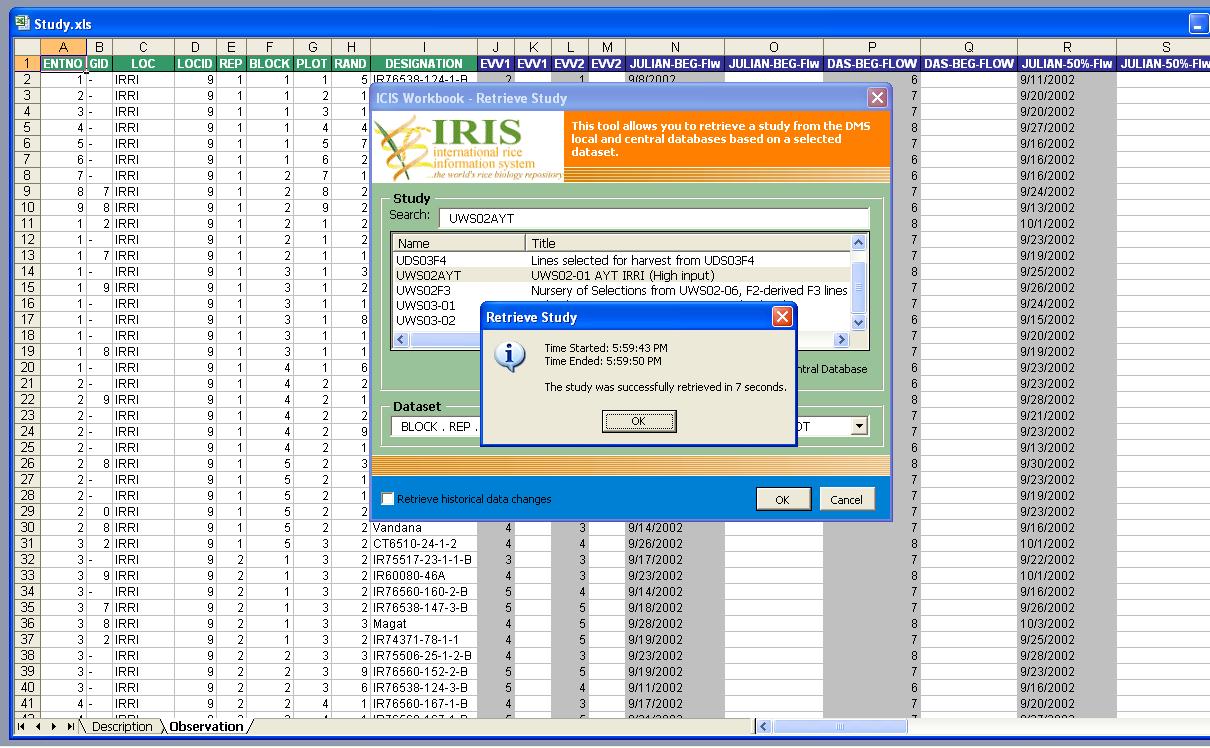 Study.xls
A B C D E F G H I J K L M N O P Q R S
1 ENTNO GID LOC LOCID REP BLOCK PLOT RAND DESIGNATION EVV1 EVV1 EVV2 EVV2 JULIAN-BEG-Flw JULIAN-BEG-Flw DAS-BEG-FLOW DAS-BEG-FLOW JULIAN-50%-Flw JULIAN-50%-Flw
2 1 - IRRI 9 1 1 1 5 IR76538-124-1-B 2 1 9/8/2002 6 9/11/2002
3 2 - IRRI 9 1 1 2 1 7 9/20/2002
4 3 - IRRI 9 1 1 3 1 7 9/20/2002
5 4 - IRRI 9 1 1 4 4 8 9/27/2002
6 5 - IRRI 9 1 1 5 7 7 9/16/2002
7 6 - IRRI 9 1 1 6 2 6 9/16/2002
8 7 - IRRI 9 1 2 7 1 6 9/16/2002
9 8 7 IRRI 9 1 2 8 2 7 9/24/2002
10 9 8 IRRI 9 1 2 9 2 6 9/13/2002
11 1 2 IRRI 9 1 2 1 2 8 10/1/2002
12 1 - IRRI 9 1 2 1 2 7 9/23/2002
13 1 7 IRRI 9 1 2 1 2 7 9/19/2002
14 1 - IRRI 9 1 3 1 3 8 9/25/2002
15 1 9 IRRI 9 1 3 1 2 7 9/26/2002
16 1 - IRRI 9 1 3 1 1 7 9/24/2002
17 1 - IRRI 9 1 3 1 8 6 9/15/2002
18 1 - IRRI 9 1 3 1 1 7 9/20/2002
19 1 8 IRRI 9 1 3 1 1 7 9/19/2002
20 1 - IRRI 9 1 4 1 6 6 9/23/2002
21 2 - IRRI 9 1 4 2 2 6 9/23/2002
22 2 9 IRRI 9 1 4 2 1 8 9/28/2002
23 2 - IRRI 9 1 4 2 2 7 9/21/2002
24 2 - IRRI 9 1 4 2 9 7 9/23/2002
25 2 - IRRI 9 1 4 2 1 6 9/13/2002
26 2 8 IRRI 9 1 5 2 3 8 9/30/2002
27 2 - IRRI 9 1 5 2 2 7 9/23/2002
28 2 - IRRI 9 1 5 2 1 7 9/19/2002
29 2 0 IRRI 9 1 5 2 2 7 9/23/2002
30 2 8 IRRI 9 1 5 2 2 Vandana 4 3 9/14/2002 7 9/16/2002
31 3 2 IRRI 9 1 5 3 2 CT6510-24-1-2 4 4 9/26/2002 8 10/1/2002
32 3 - IRRI 9 2 1 3 2 IR75517-23-1-1-B 3 3 9/17/2002 7 9/22/2002
33 3 9 IRRI 9 2 1 3 2 IR60080-46A 4 3 9/23/2002 8 10/1/2002
34 3 - IRRI 9 2 1 3 2 IR76560-160-2-B 5 4 9/14/2002 7 9/16/2002
35 3 7 IRRI 9 2 1 3 2 IR76538-147-3-B 5 5 9/18/2002 7 9/26/2002
36 3 8 IRRI 9 2 1 3 3 Magat 4 5 9/28/2002 8 10/3/2002
37 3 2 IRRI 9 2 1 3 2 IR74371-78-1-1 4 5 9/19/2002 7 9/25/2002
38 3 - IRRI 9 2 2 3 3 IR75506-25-1-2-B 4 3 9/23/2002 8 9/28/2002
39 3 - IRRI 9 2 2 3 9 IR76560-152-2-B 5 5 9/19/2002 7 9/23/2002
40 3 - IRRI 9 2 2 3 6 IR76538-124-3-B 5 4 9/11/2002 6 9/16/2002
41 4 - IRRI 9 2 2 4 1 IR76560-167-1-B 4 3 9/17/2002 7 9/20/2002
Description Observation
ICIS Workbook - Retrieve Study
IRIS
international rice
information system
...the world's rice biology repository
This tool allows you to retrieve a study from the DMS
local and central databases based on a selected
dataset.
Study
Search: UWS02AYT
Name Title
UDS03F4 Lines selected for harvest from UDS03F4
UWS02AYT UWS02-01 AYT IRRI (High input)
UWS02F3 Nursery of Selections from UWS02-06, F2-derived F3 lines
UWS03-01
UWS03-02
ntral Database
Dataset
BLOCK . REP . OT
Retrieve historical data changes
OK Cancel
Retrieve Study
Time Started: 5:59:43 PM
Time Ended: 5:59:50 PM
The study was successfully retrieved in 7 seconds.
OK